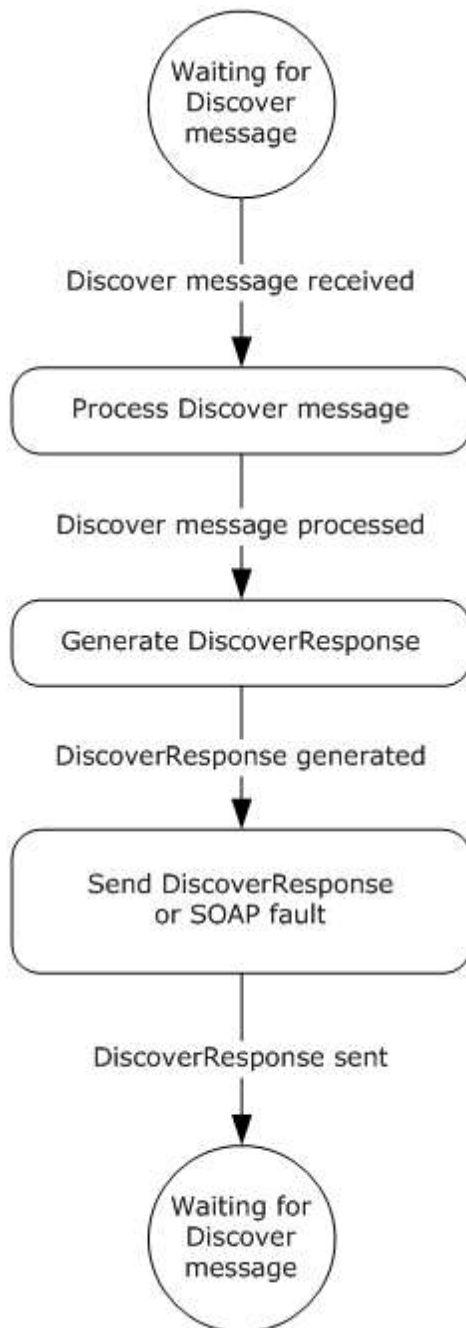 Waiting for
Discover
message
Discover message received
Process Discover message
Discover message processed
Generate DiscoverResponse
DiscoverResponse generated
Send DiscoverResponse
or SOAP fault
DiscoverResponse sent
Waiting for
Discover
message